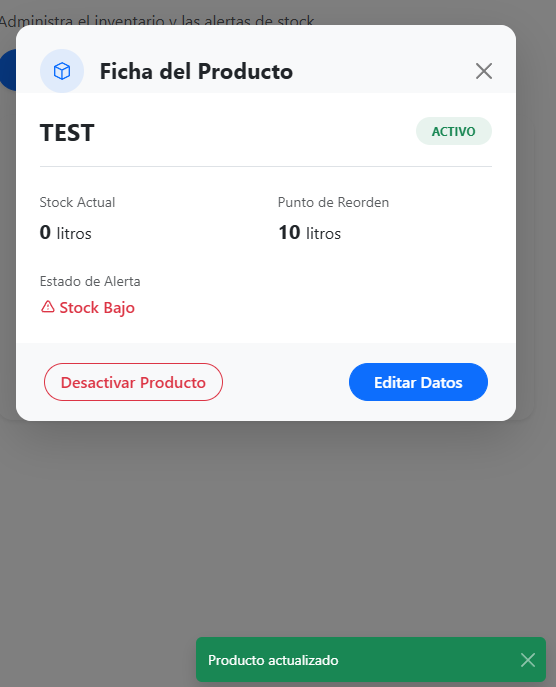 Administra el inventario y las alertas de stock
Ficha del Producto
TEST
ACTIVO
Stock Actual
Punto de Reorden
0 litros
10 litros
Estado de Alerta
Stock Bajo
Desactivar Producto
Editar Datos
Producto actualizado